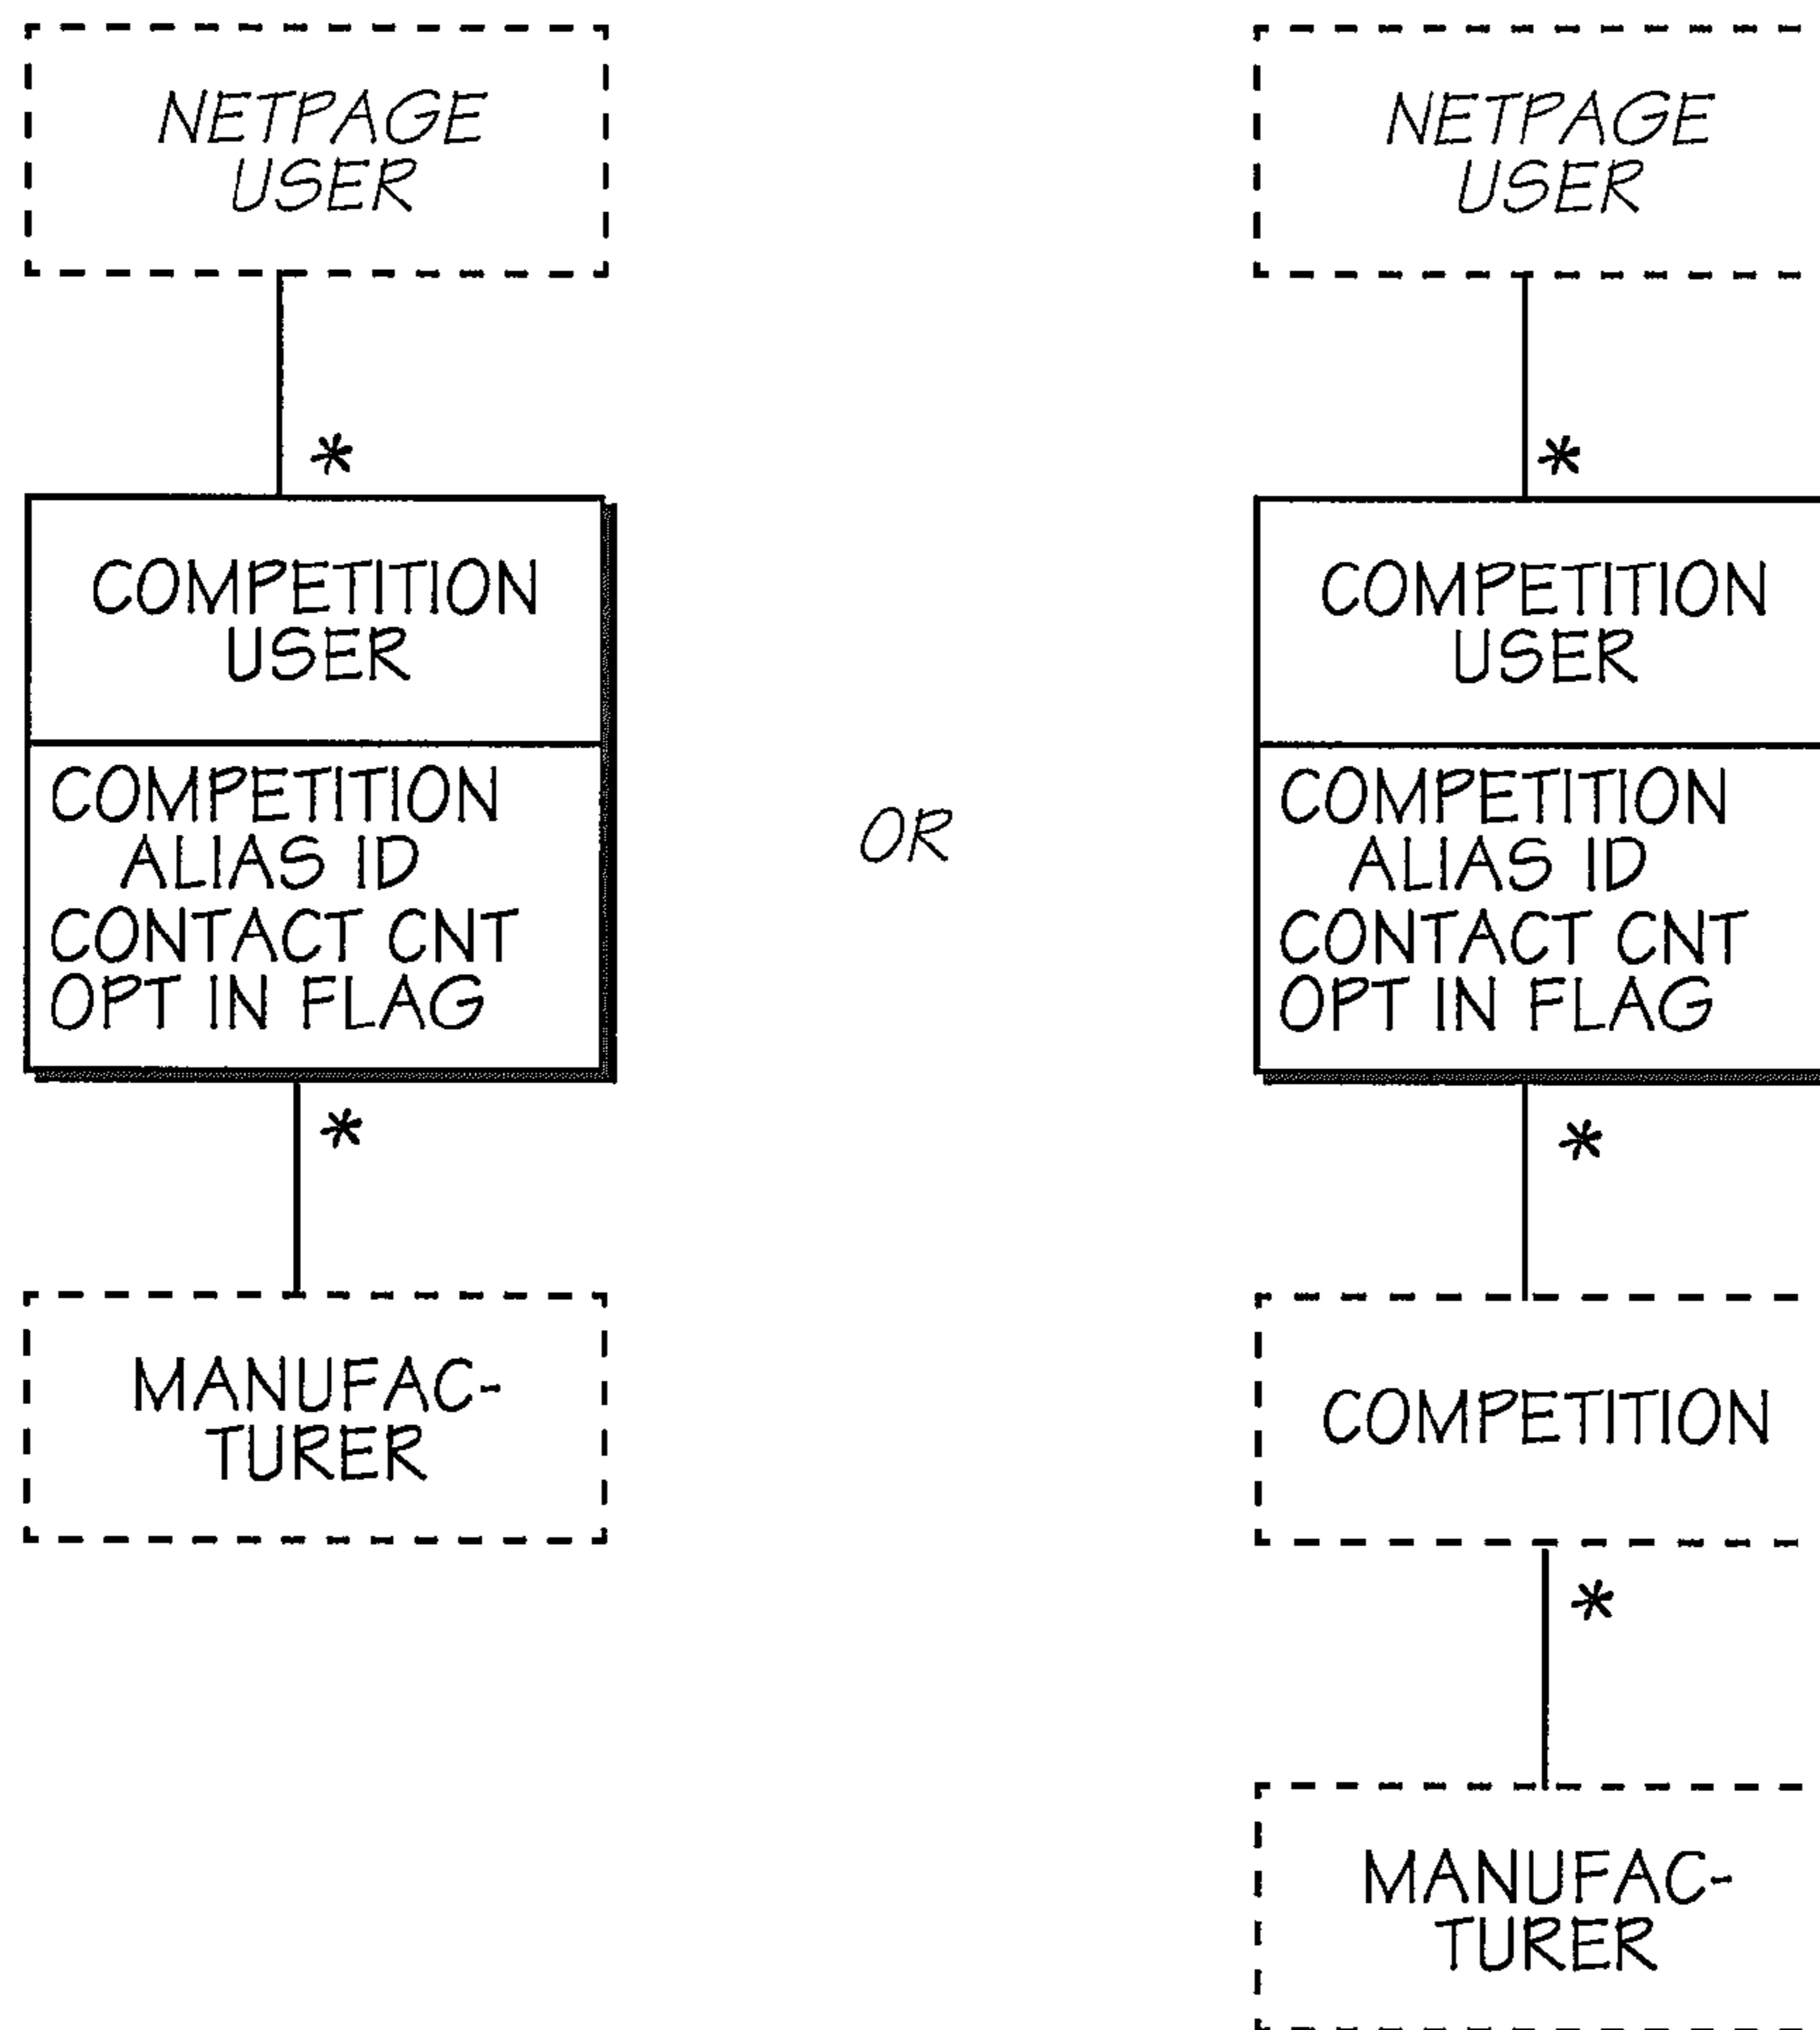 NETPAGE
USER
*
COMPETITION
USER
COMPETITION
ALIAS ID
CONTACT CNT
OPT IN FLAG
*
MANUFAC-
TURER
OR
NETPAGE
USER
*
COMPETITION
USER
COMPETITION
ALIAS ID
CONTACT CNT
OPT IN FLAG
*
COMPETITION
*
MANUFAC-
TURER